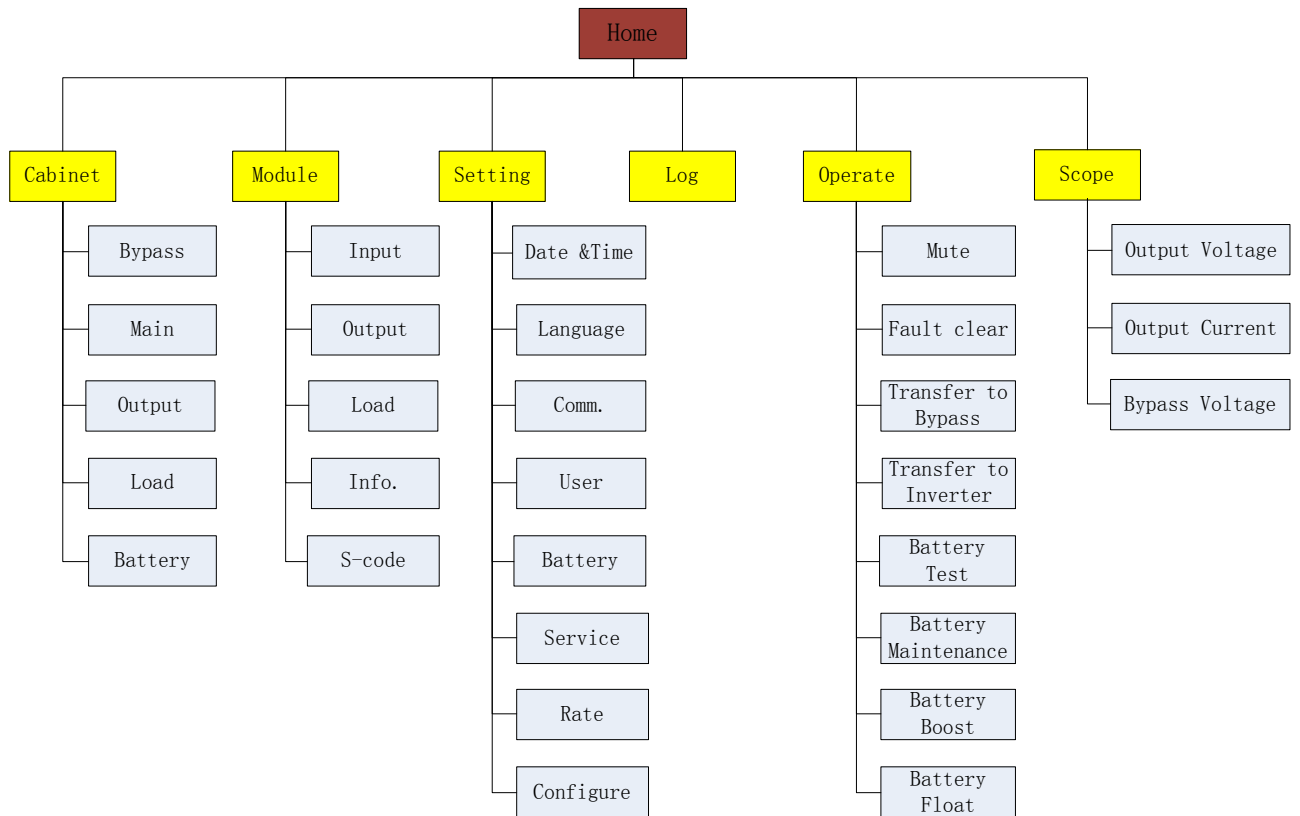 Home
Cabinet
Module
Setting
Log
Operate
Scope
Bypass
Main
Output
Load
Battery
Input
Output
Load
Info.
S-code
Date &Time
Language
Comm.
User
Battery
Service
Rate
Configure
Mute
Fault clear
Transfer to
Bypass
Transfer to
Inverter
Battery
Test
Battery
Maintenance
Battery
Boost
Battery
Float
Output Voltage
Output Current
Bypass Voltage